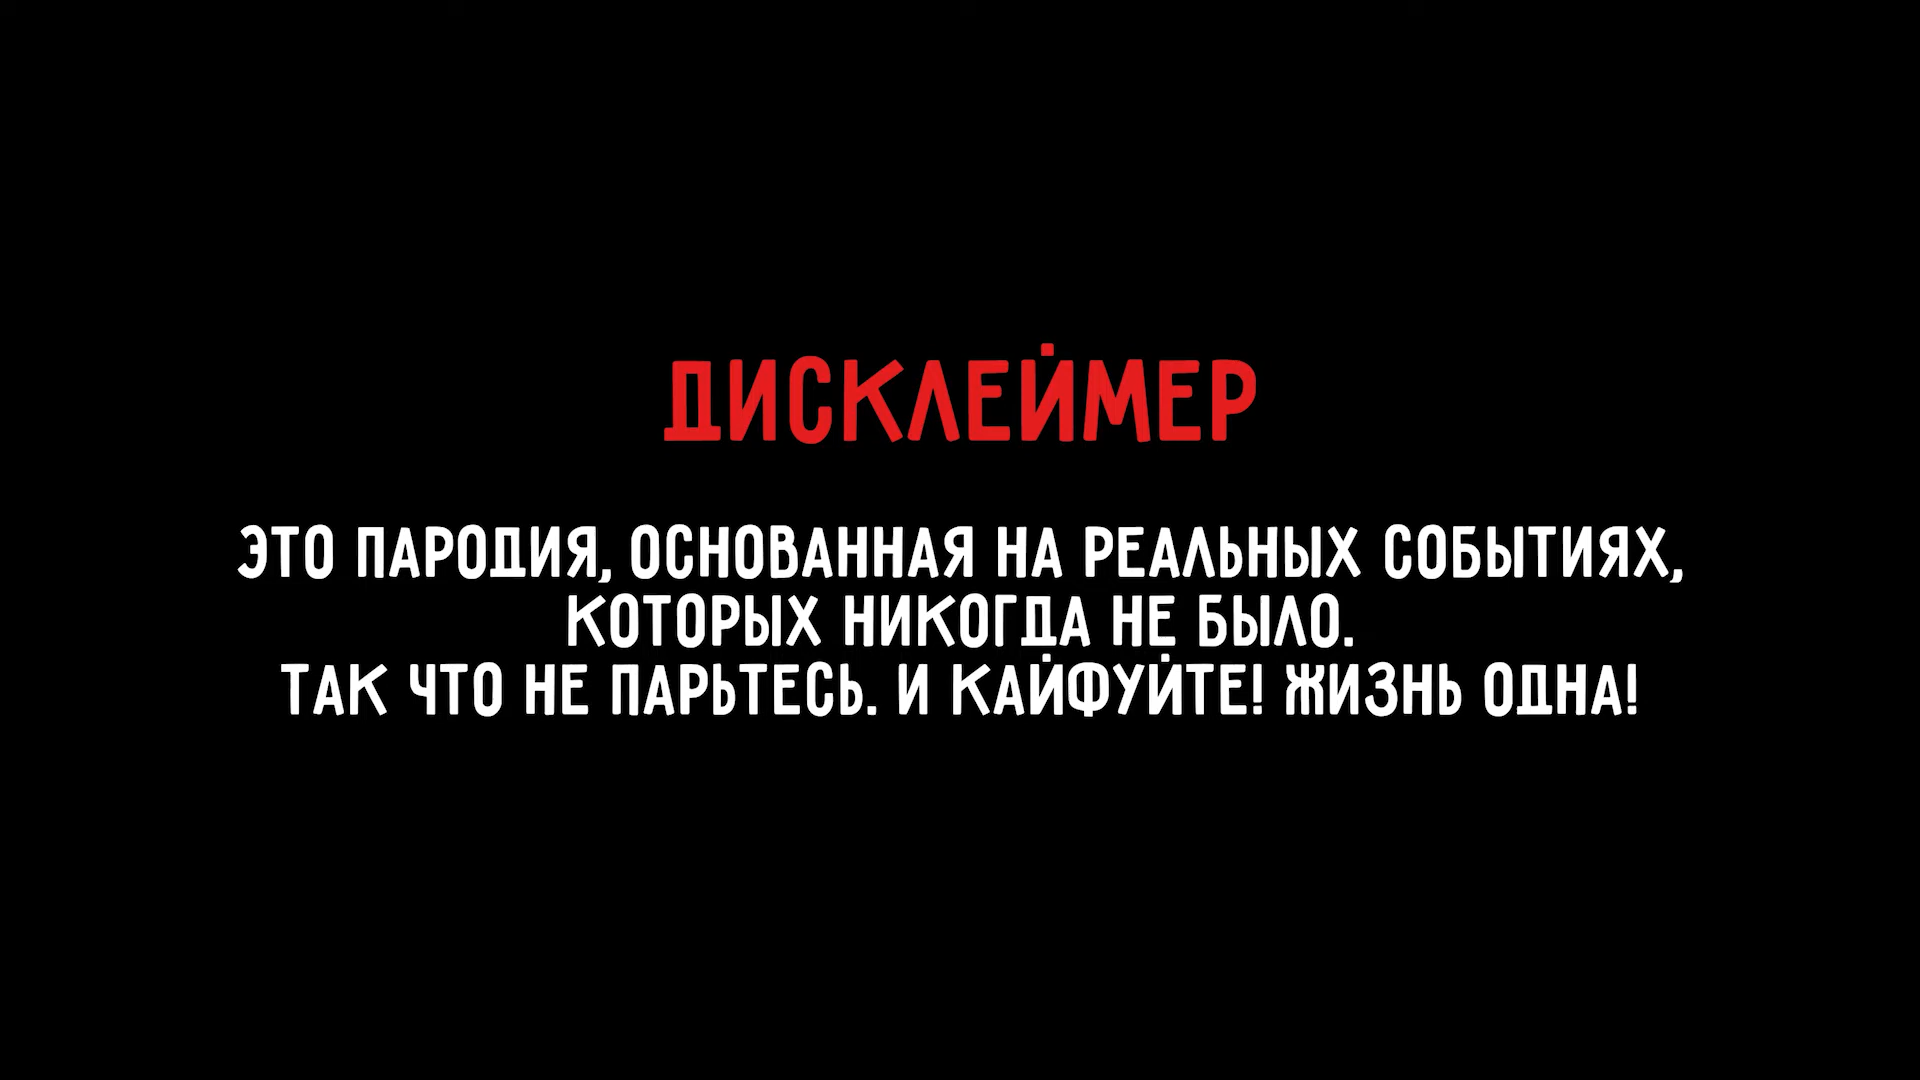 ДИСКЛЕЙМЕР
ЭТО ПАРОДИЯ, ОСНОВАННАЯ НА РЕАЛЬНЫХ СОБЫТИЯХ,
КОТОРЫХ НИКОГДА НЕ БЫЛО.
ТАК ЧТО НЕ ПАРЬТЕСЬ. И КАЙФУЙТЕ! ЖИЗНЬ ОДНА!